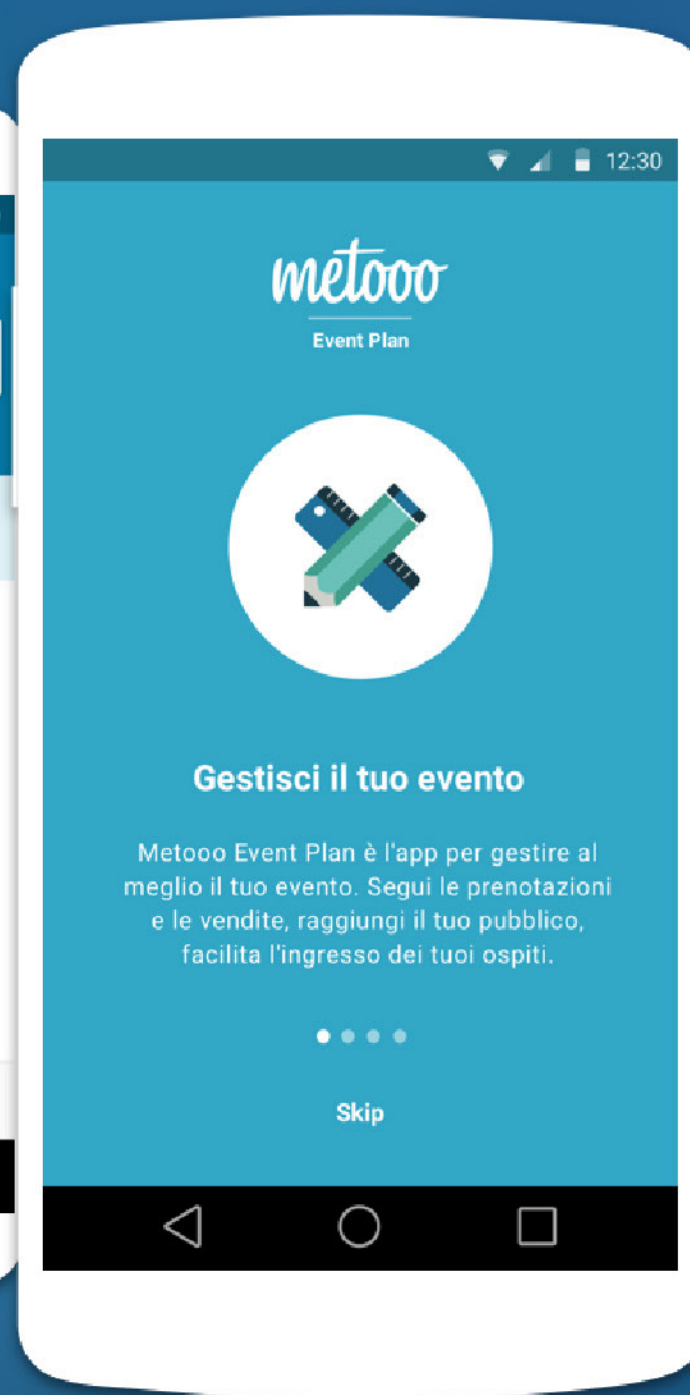 12:30
metooo
Event Plan
Gestisci il tuo evento
Metooo Event Plan è l'app per gestire al
meglio il tuo evento. Segui le prenotazioni
e le vendite, raggiungi il tuo pubblico,
facilita l'ingresso dei tuoi ospiti.
Skip